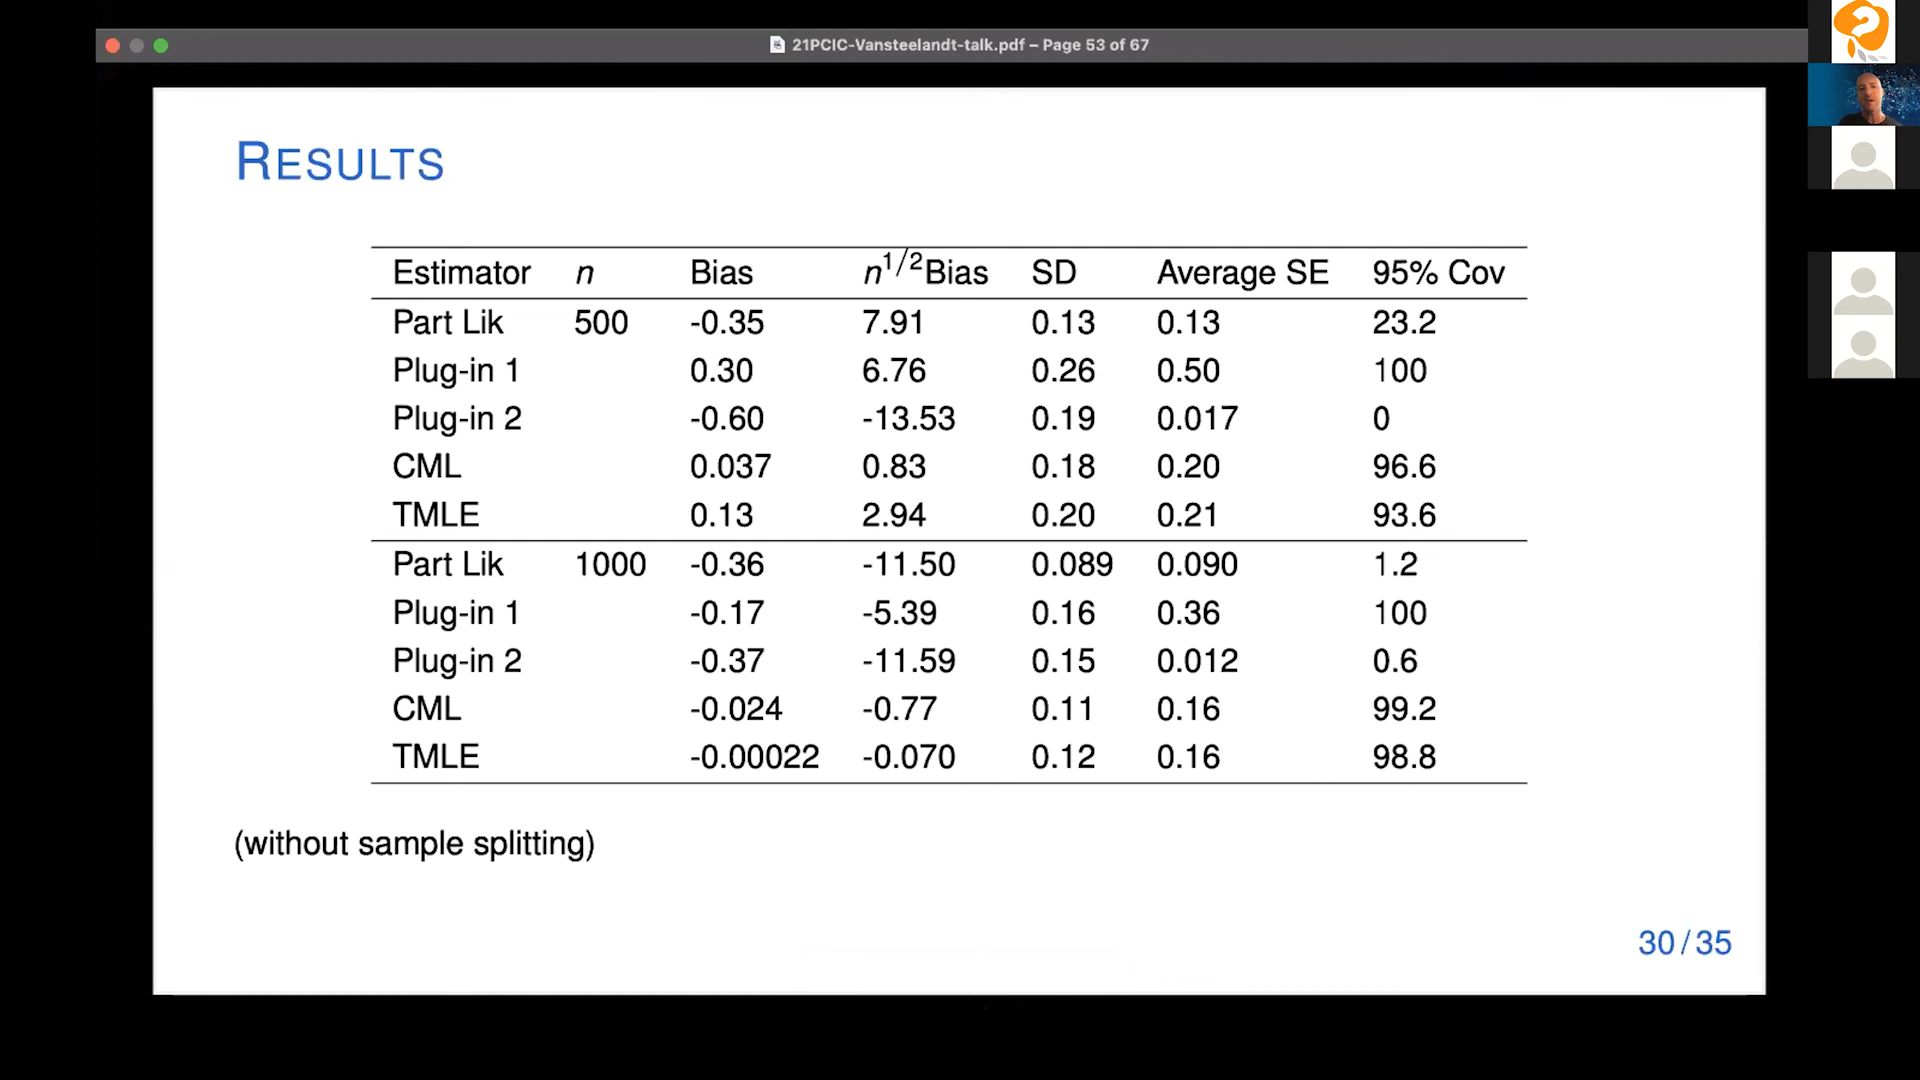 21PCIC-Vansteelandt-talk.pdf – Page 53 of 67
RESULTS
Estimator n Bias n^1/2Bias SD Average SE 95% Cov
Part Lik 500 -0.35 7.91 0.13 0.13 23.2
Plug-in 1 0.30 6.76 0.26 0.50 100
Plug-in 2 -0.60 -13.53 0.19 0.017 0
CML 0.037 0.83 0.18 0.20 96.6
TMLE 0.13 2.94 0.20 0.21 93.6
Part Lik 1000 -0.36 -11.50 0.089 0.090 1.2
Plug-in 1 -0.17 -5.39 0.16 0.36 100
Plug-in 2 -0.37 -11.59 0.15 0.012 0.6
CML -0.024 -0.77 0.11 0.16 99.2
TMLE -0.00022 -0.070 0.12 0.16 98.8
(without sample splitting)
30/35